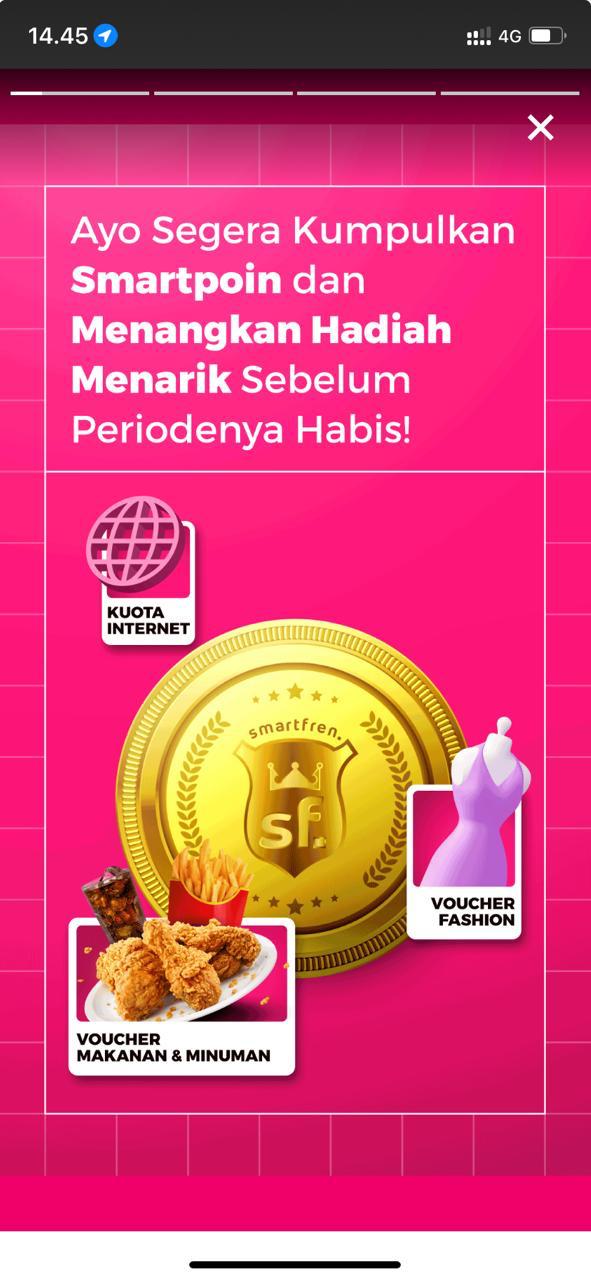 14.45
4G
Ayo Segera Kumpulkan
Smartpoin dan
Menangkan Hadiah
Menarik Sebelum
Periodenya Habis!
KUOTA
INTERNET
smartfren.
sf.
VOUCHER
FASHION
VOUCHER
MAKANAN & MINUMAN